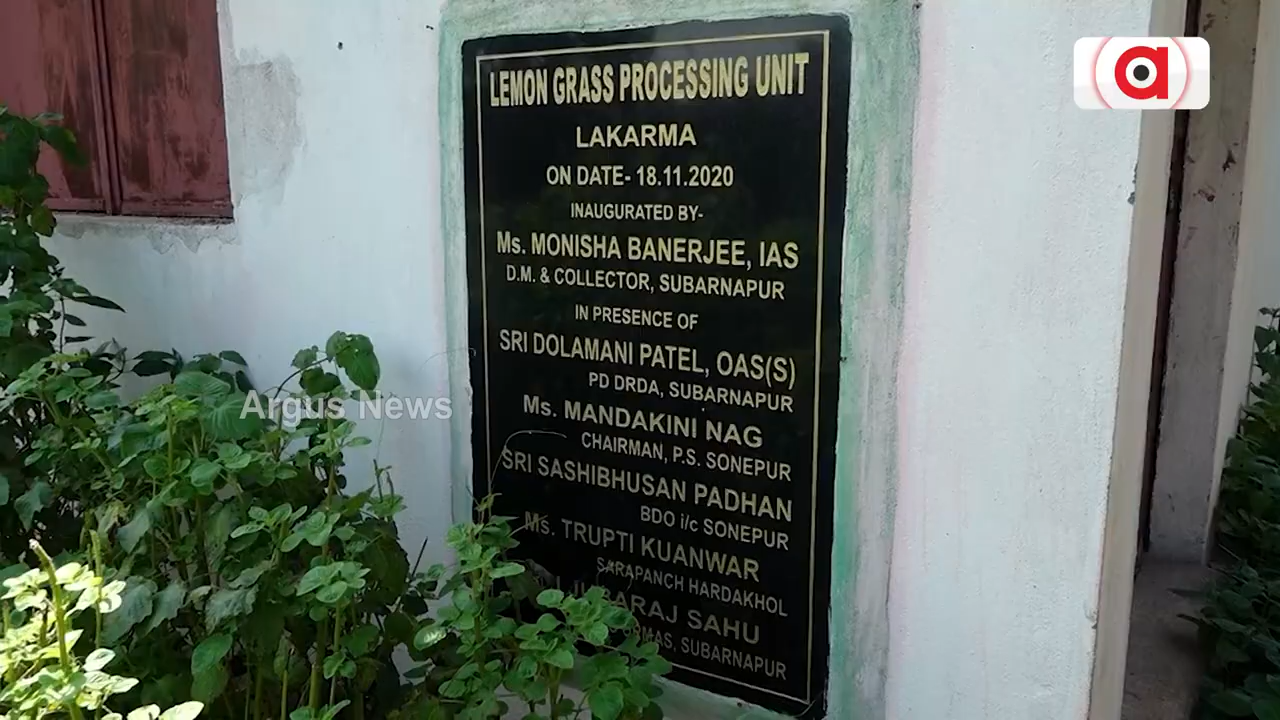 LEMON GRASS PROCESSING UNIT
LAKARMA
ON DATE- 18.11.2020
INAUGURATED BY-
Ms. MONISHA BANERJEE, IAS
D.M. & COLLECTOR, SUBARNAPUR
IN PRESENCE OF
SRI DOLAMANI PATEL, OAS(S)
PD DRDA, SUBARNAPUR
Ms. MANDAKINI NAG
CHAIRMAN, P.S. SONEPUR
SRI SASHIBHUSAN PADHAN
BDO i/c SONEPUR
Ms. TRUPTI KUANWAR
SARAPANCH HARDAKHOL
SAHU
SUBARNAPUR
a
Argus News